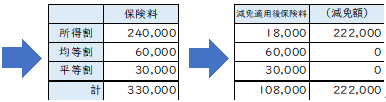 保険料 減免適用後保険料 (減免額)
所得割 240,000 18,000 222,000
均等割 60,000 60,000 0
平等割 30,000 30,000 0
計 330,000 108,000 222,000